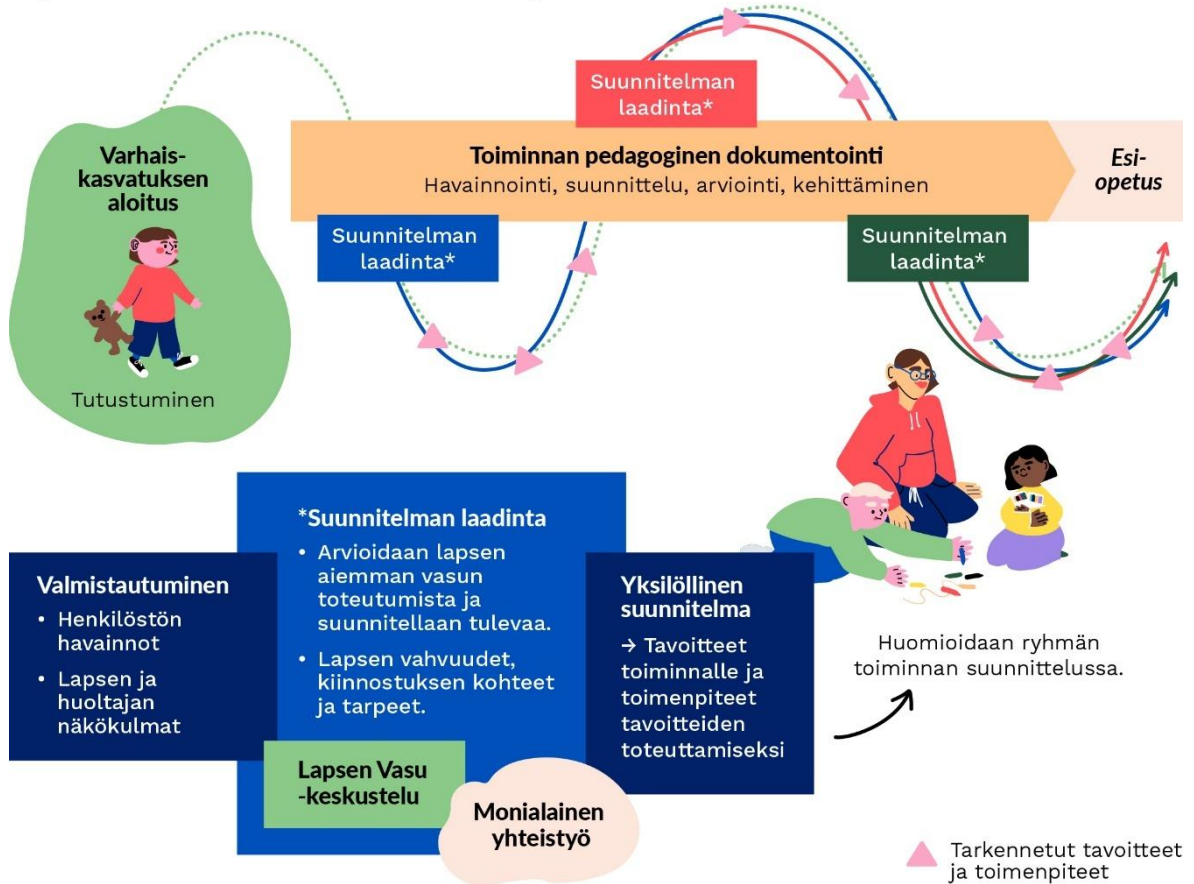 Varhais-
kasvatuksen
aloitus
Tutustuminen
Suunnitelman
laadinta*
Toiminnan pedagoginen dokumentointi
Havainnointi, suunnittelu, arviointi, kehittäminen
Esi-
opetus
Suunnitelman
laadinta*
Suunnitelman
laadinta*
Valmistautuminen
• Henkilöstön
havainnot
• Lapsen ja
huoltajan
näkökulmat
*Suunnitelman laadinta
• Arvioidaan lapsen
aiemman vasun
toteutumista ja
suunnitellaan tulevaa.
• Lapsen vahvuudet,
kiinnostuksen kohteet
ja tarpeet.
Lapsen Vasu
-keskustelu
Monialainen
yhteistyö
Yksilöllinen
suunnitelma
→ Tavoitteet
toiminnalle ja
toimenpiteet
tavoitteiden
toteuttamiseksi
Huomioidaan ryhmän
toiminnan suunnittelussa.
Tarkennetut tavoitteet
ja toimenpiteet